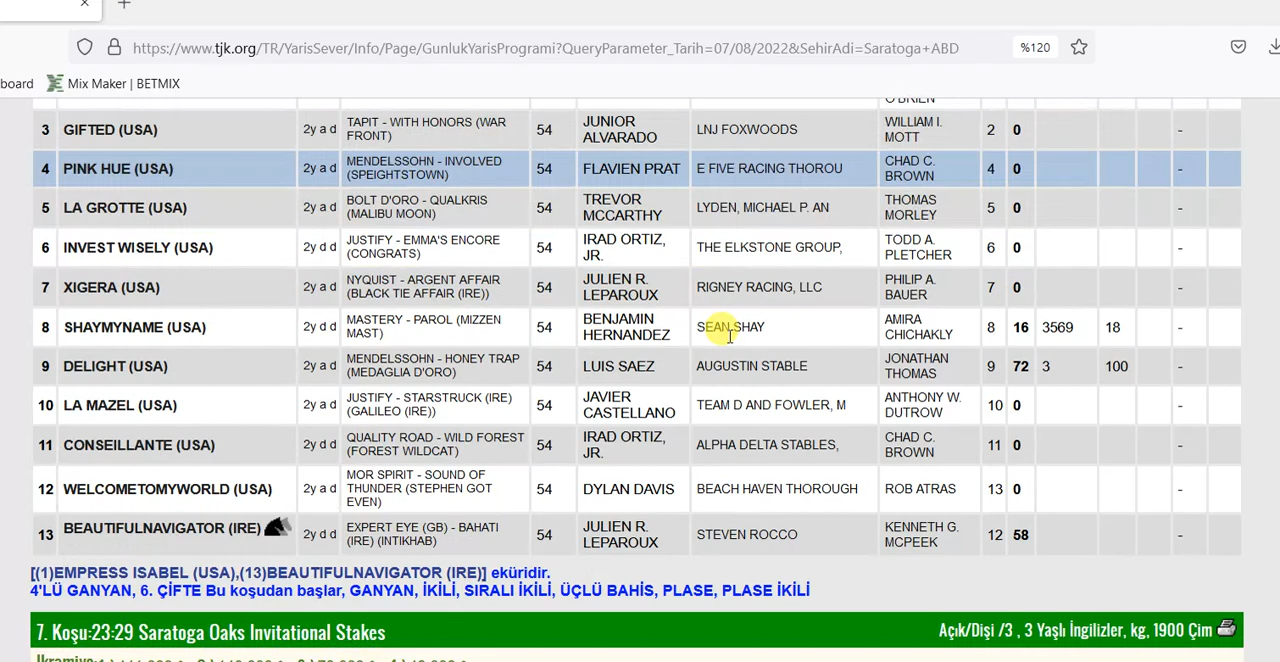 https://www.tjk.org/TR/YarisSever/Info/Page/GunlukYarisProgrami?QueryParameter_Tarih=07/08/2022&SehirAdi=Saratoga+ABD %120
board Mix Maker | BETMIX
O'BRIEN
3 GIFTED (USA) 2y a d TAPIT - WITH HONORS (WAR FRONT) 54 JUNIOR ALVARADO LNJ FOXWOODS WILLIAM I. MOTT 2 0 -
4 PINK HUE (USA) 2y a d MENDELSSOHN - INVOLVED (SPEIGHTSTOWN) 54 FLAVIEN PRAT E FIVE RACING THOROU CHAD C. BROWN 4 0 -
5 LA GROTTE (USA) 2y a d BOLT D'ORO - QUALKRIS (MALIBU MOON) 54 TREVOR MCCARTHY LYDEN, MICHAEL P. AN THOMAS MORLEY 5 0 -
6 INVEST WISELY (USA) 2y d d JUSTIFY - EMMA'S ENCORE (CONGRATS) 54 IRAD ORTIZ, JR. THE ELKSTONE GROUP, TODD A. PLETCHER 6 0 -
7 XIGERA (USA) 2y a d NYQUIST - ARGENT AFFAIR (BLACK TIE AFFAIR (IRE)) 54 JULIEN R. LEPAROUX RIGNEY RACING, LLC PHILIP A. BAUER 7 0 -
8 SHAYMYNAME (USA) 2y d d MASTERY - PAROL (MIZZEN MAST) 54 BENJAMIN HERNANDEZ SEAN SHAY AMIRA CHICHAKLY 8 16 3569 18 -
9 DELIGHT (USA) 2y a d MENDELSSOHN - HONEY TRAP (MEDAGLIA D'ORO) 54 LUIS SAEZ AUGUSTIN STABLE JONATHAN THOMAS 9 72 3 100 -
10 LA MAZEL (USA) 2y a d JUSTIFY - STARSTRUCK (IRE) (GALILEO (IRE)) 54 JAVIER CASTELLANO TEAM D AND FOWLER, M ANTHONY W. DUTROW 10 0 -
11 CONSEILLANTE (USA) 2y d d QUALITY ROAD - WILD FOREST (FOREST WILDCAT) 54 IRAD ORTIZ, JR. ALPHA DELTA STABLES, CHAD C. BROWN 11 0 -
12 WELCOMETOMYWORLD (USA) 2y a d MOR SPIRIT - SOUND OF THUNDER (STEPHEN GOT EVEN) 54 DYLAN DAVIS BEACH HAVEN THOROUGH ROB ATRAS 13 0 -
13 BEAUTIFULNAVIGATOR (IRE) 2y d d EXPERT EYE (GB) - BAHATI (IRE) (INTIKHAB) 54 JULIEN R. LEPAROUX STEVEN ROCCO KENNETH G. MCPEEK 12 58 -
[(1)EMPRESS ISABEL (USA),(13)BEAUTIFULNAVIGATOR (IRE)] eküridir.
4'LÜ GANYAN, 6. ÇİFTE Bu koşudan başlar, GANYAN, İKİLİ, SIRALI İKİLİ, ÜÇLÜ BAHİS, PLASE, PLASE İKİLİ
7. Koşu:23:29 Saratoga Oaks Invitational Stakes Açık/Dişi /3 , 3 Yaşlı İngilizler, kg, 1900 Çim